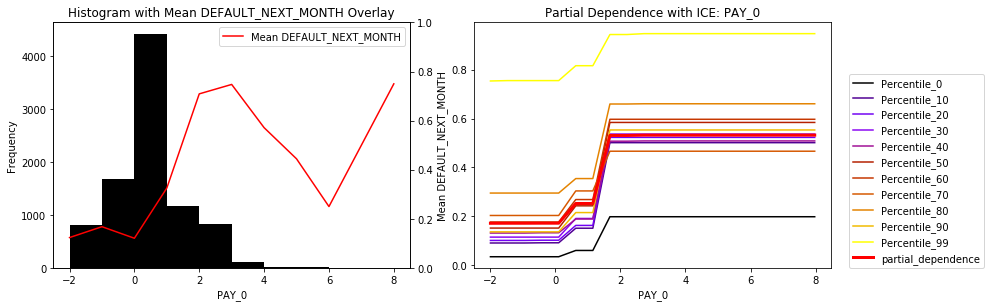 Histogram with Mean DEFAULT_NEXT_MONTH Overlay
Mean DEFAULT_NEXT_MONTH
Frequency
4000
3000
2000
1000
0
1.0
0.8
0.6
0.4
0.2
0.0
Mean DEFAULT_NEXT_MONTH
−2
0
2
4
6
8
PAY_0
Partial Dependence with ICE: PAY_0
0.8
0.6
0.4
0.2
0.0
−2
0
2
4
6
8
PAY_0
Percentile_0
Percentile_10
Percentile_20
Percentile_30
Percentile_40
Percentile_50
Percentile_60
Percentile_70
Percentile_80
Percentile_90
Percentile_99
partial_dependence